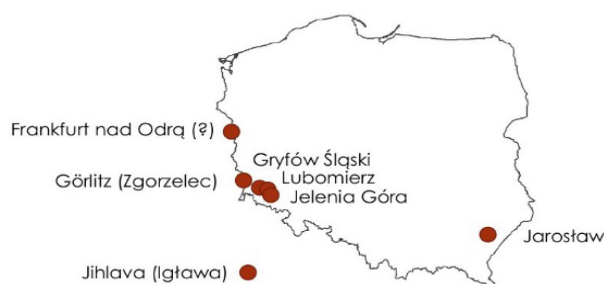 Frankfurt nad Odrą (?)
Gryfów Śląski
Görlitz (Zgorzelec)
Lubomierz
Jelenia Góra
Jarosław
Jihlava (Igława)